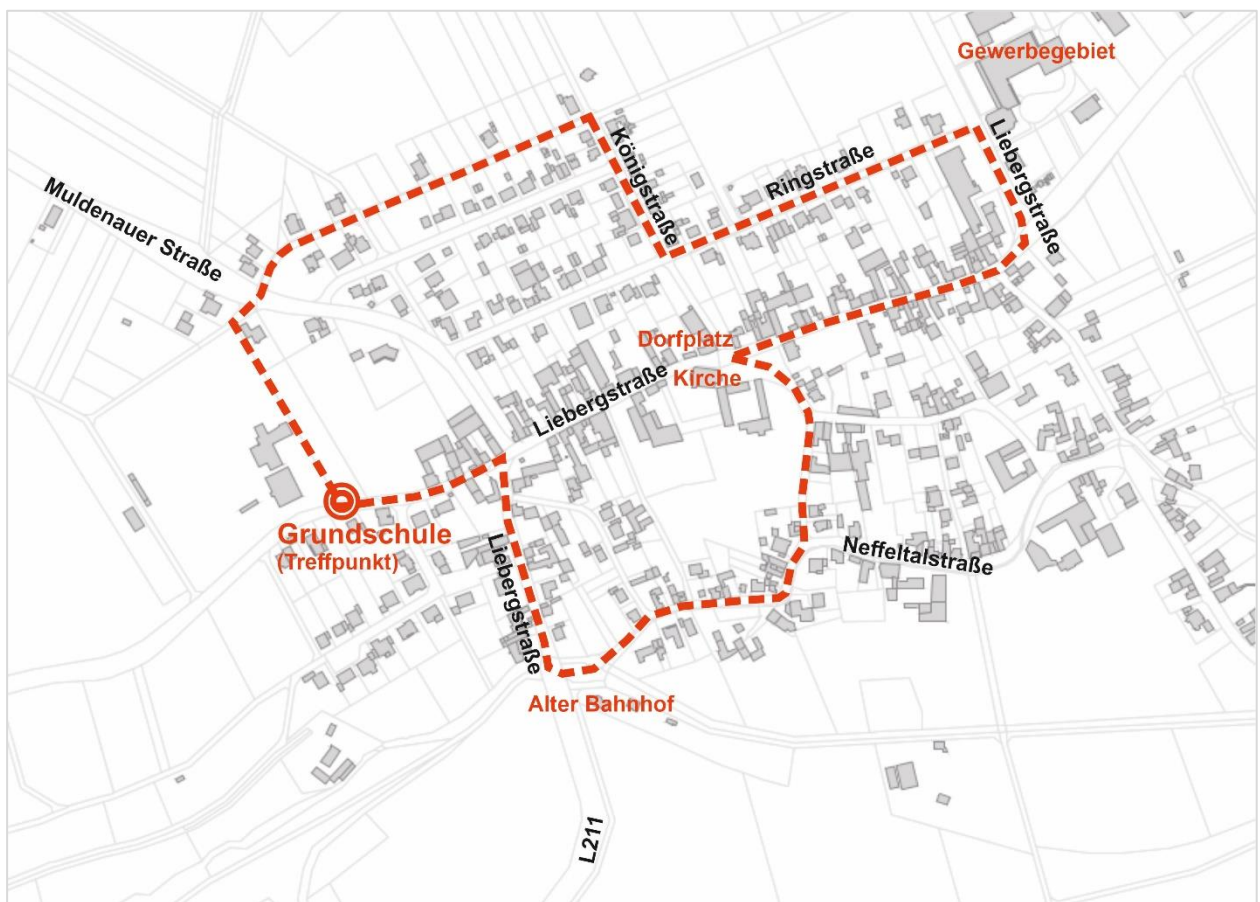 Gewerbegebiet
Königstraße
Liebergstraße
Ringstraße
Muldenauer Straße
Dorfplatz
Kirche
Liebergstraße
Grundschule
(Treffpunkt)
Neffeltalstraße
Liebergstraße
Alter Bahnhof
L211